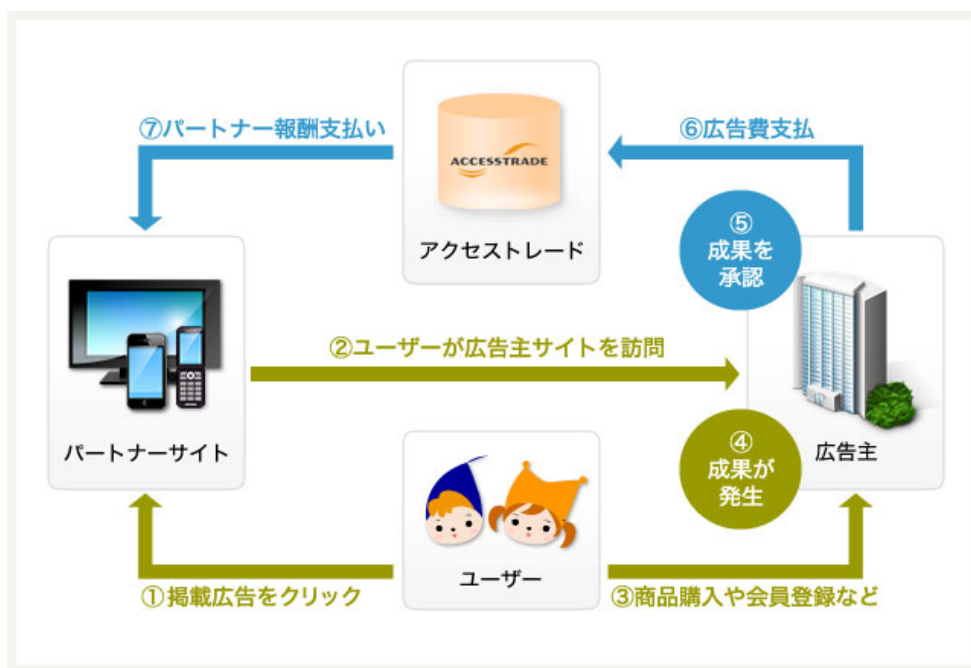 ⑦パートナー報酬支払い
⑥広告費支払
ACCESSTRADE
アクセストレード
⑤
成果を
承認
②ユーザーが広告主サイトを訪問
パートナーサイト
④
成果が
発生
広告主
ユーザー
①掲載広告をクリック
③商品購入や会員登録など